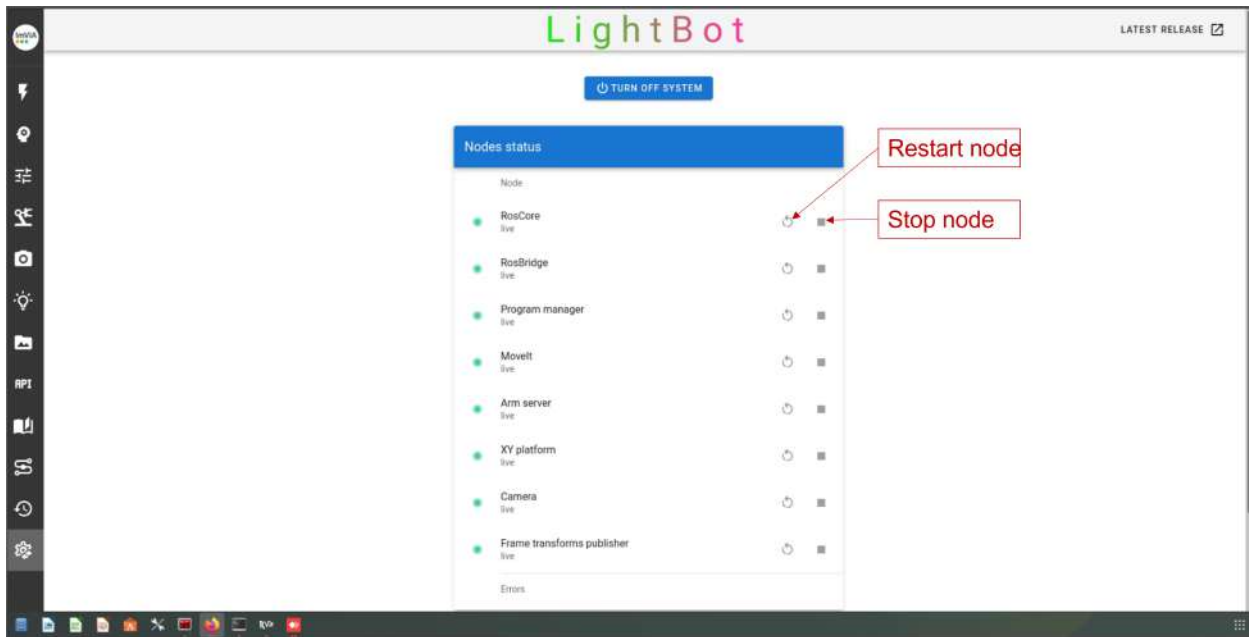 LightBot
LATEST RELEASE
TURN OFF SYSTEM
Nodes status
Restart node
Node
RosCore
live
Stop node
RosBridge
live
Program manager
live
MoveIt
live
Arm server
live
XY platform
live
Camera
live
Frame transforms publisher
live
Errors
API